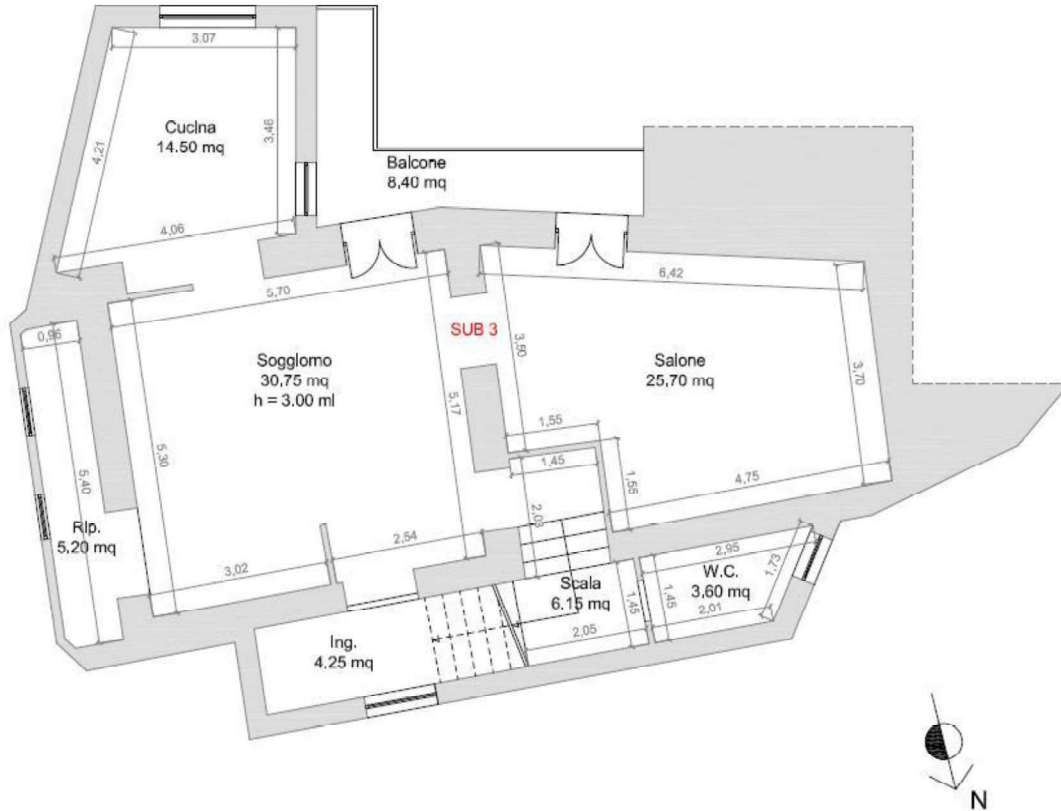 3,07
Cucina
14.50 mq
3,46
4,21
4,06
Balcone
8,40 mq
5,70
6,42
0,96
SUB 3
3,50
Soggiorno
30,75 mq
h = 3.00 ml
Salone
25,70 mq
3,70
5,17
5,30
1,55
1,45
1,55
4,75
5,40
2,03
Rip.
5,20 mq
2,54
3,02
2,95
W.C.
3,60 mq
1,73
Scala
6.15 mq
1,45
1,45
2,01
2,05
Ing.
4,25 mq
N